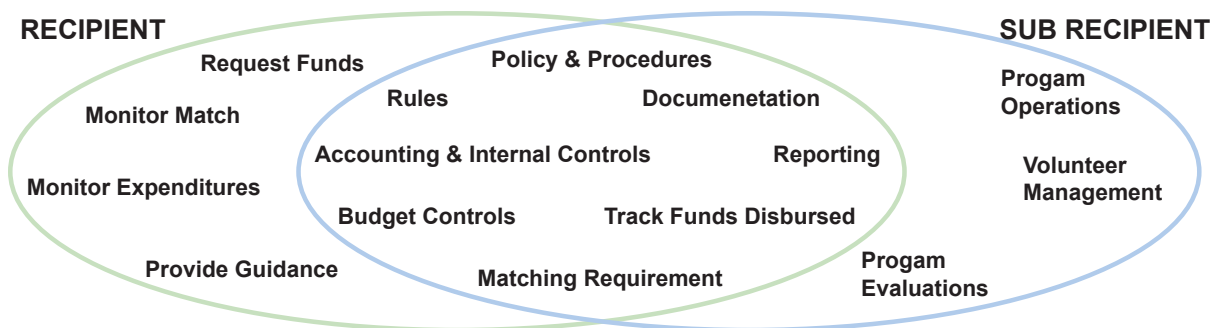 RECIPIENT
SUB RECIPIENT
Request Funds
Policy & Procedures
Progam
Operations
Monitor Match
Rules
Documenetation
Accounting & Internal Controls
Reporting
Volunteer
Management
Monitor Expenditures
Budget Controls
Track Funds Disbursed
Provide Guidance
Matching Requirement
Progam
Evaluations